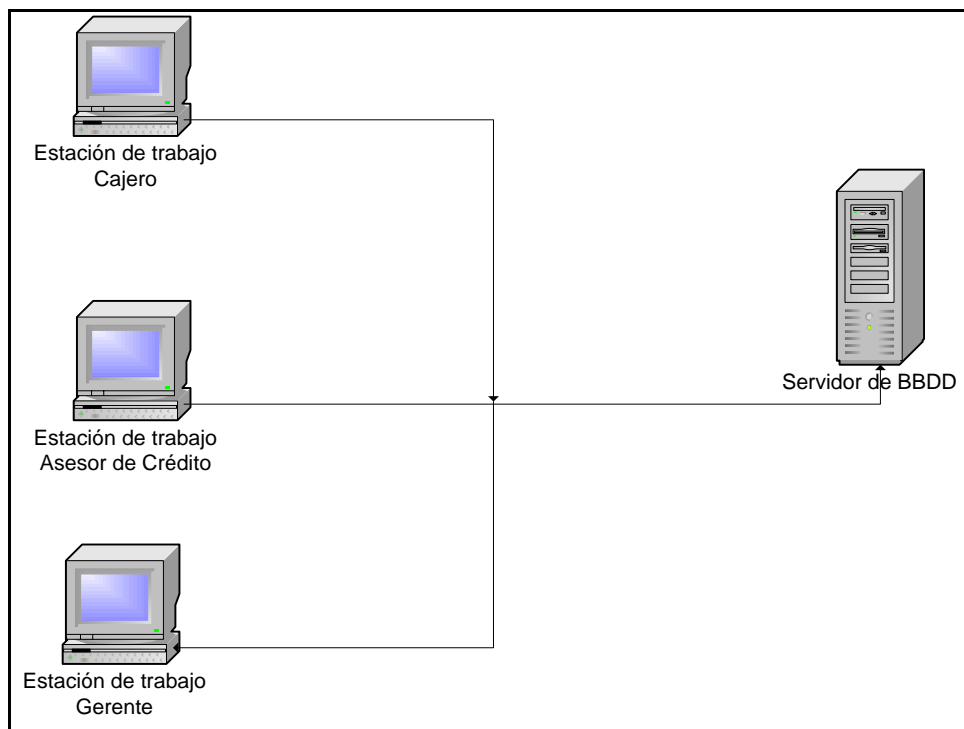 Estación de trabajo
Cajero
Servidor de BBDD
Estación de trabajo
Asesor de Crédito
Estación de trabajo
Gerente